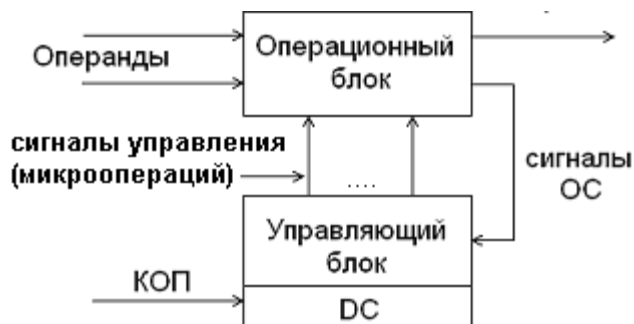 Операнды
Операционный
блок
сигналы управления
(микроопераций)
....
сигналы
ОС
Управляющий
блок
КОП
DC